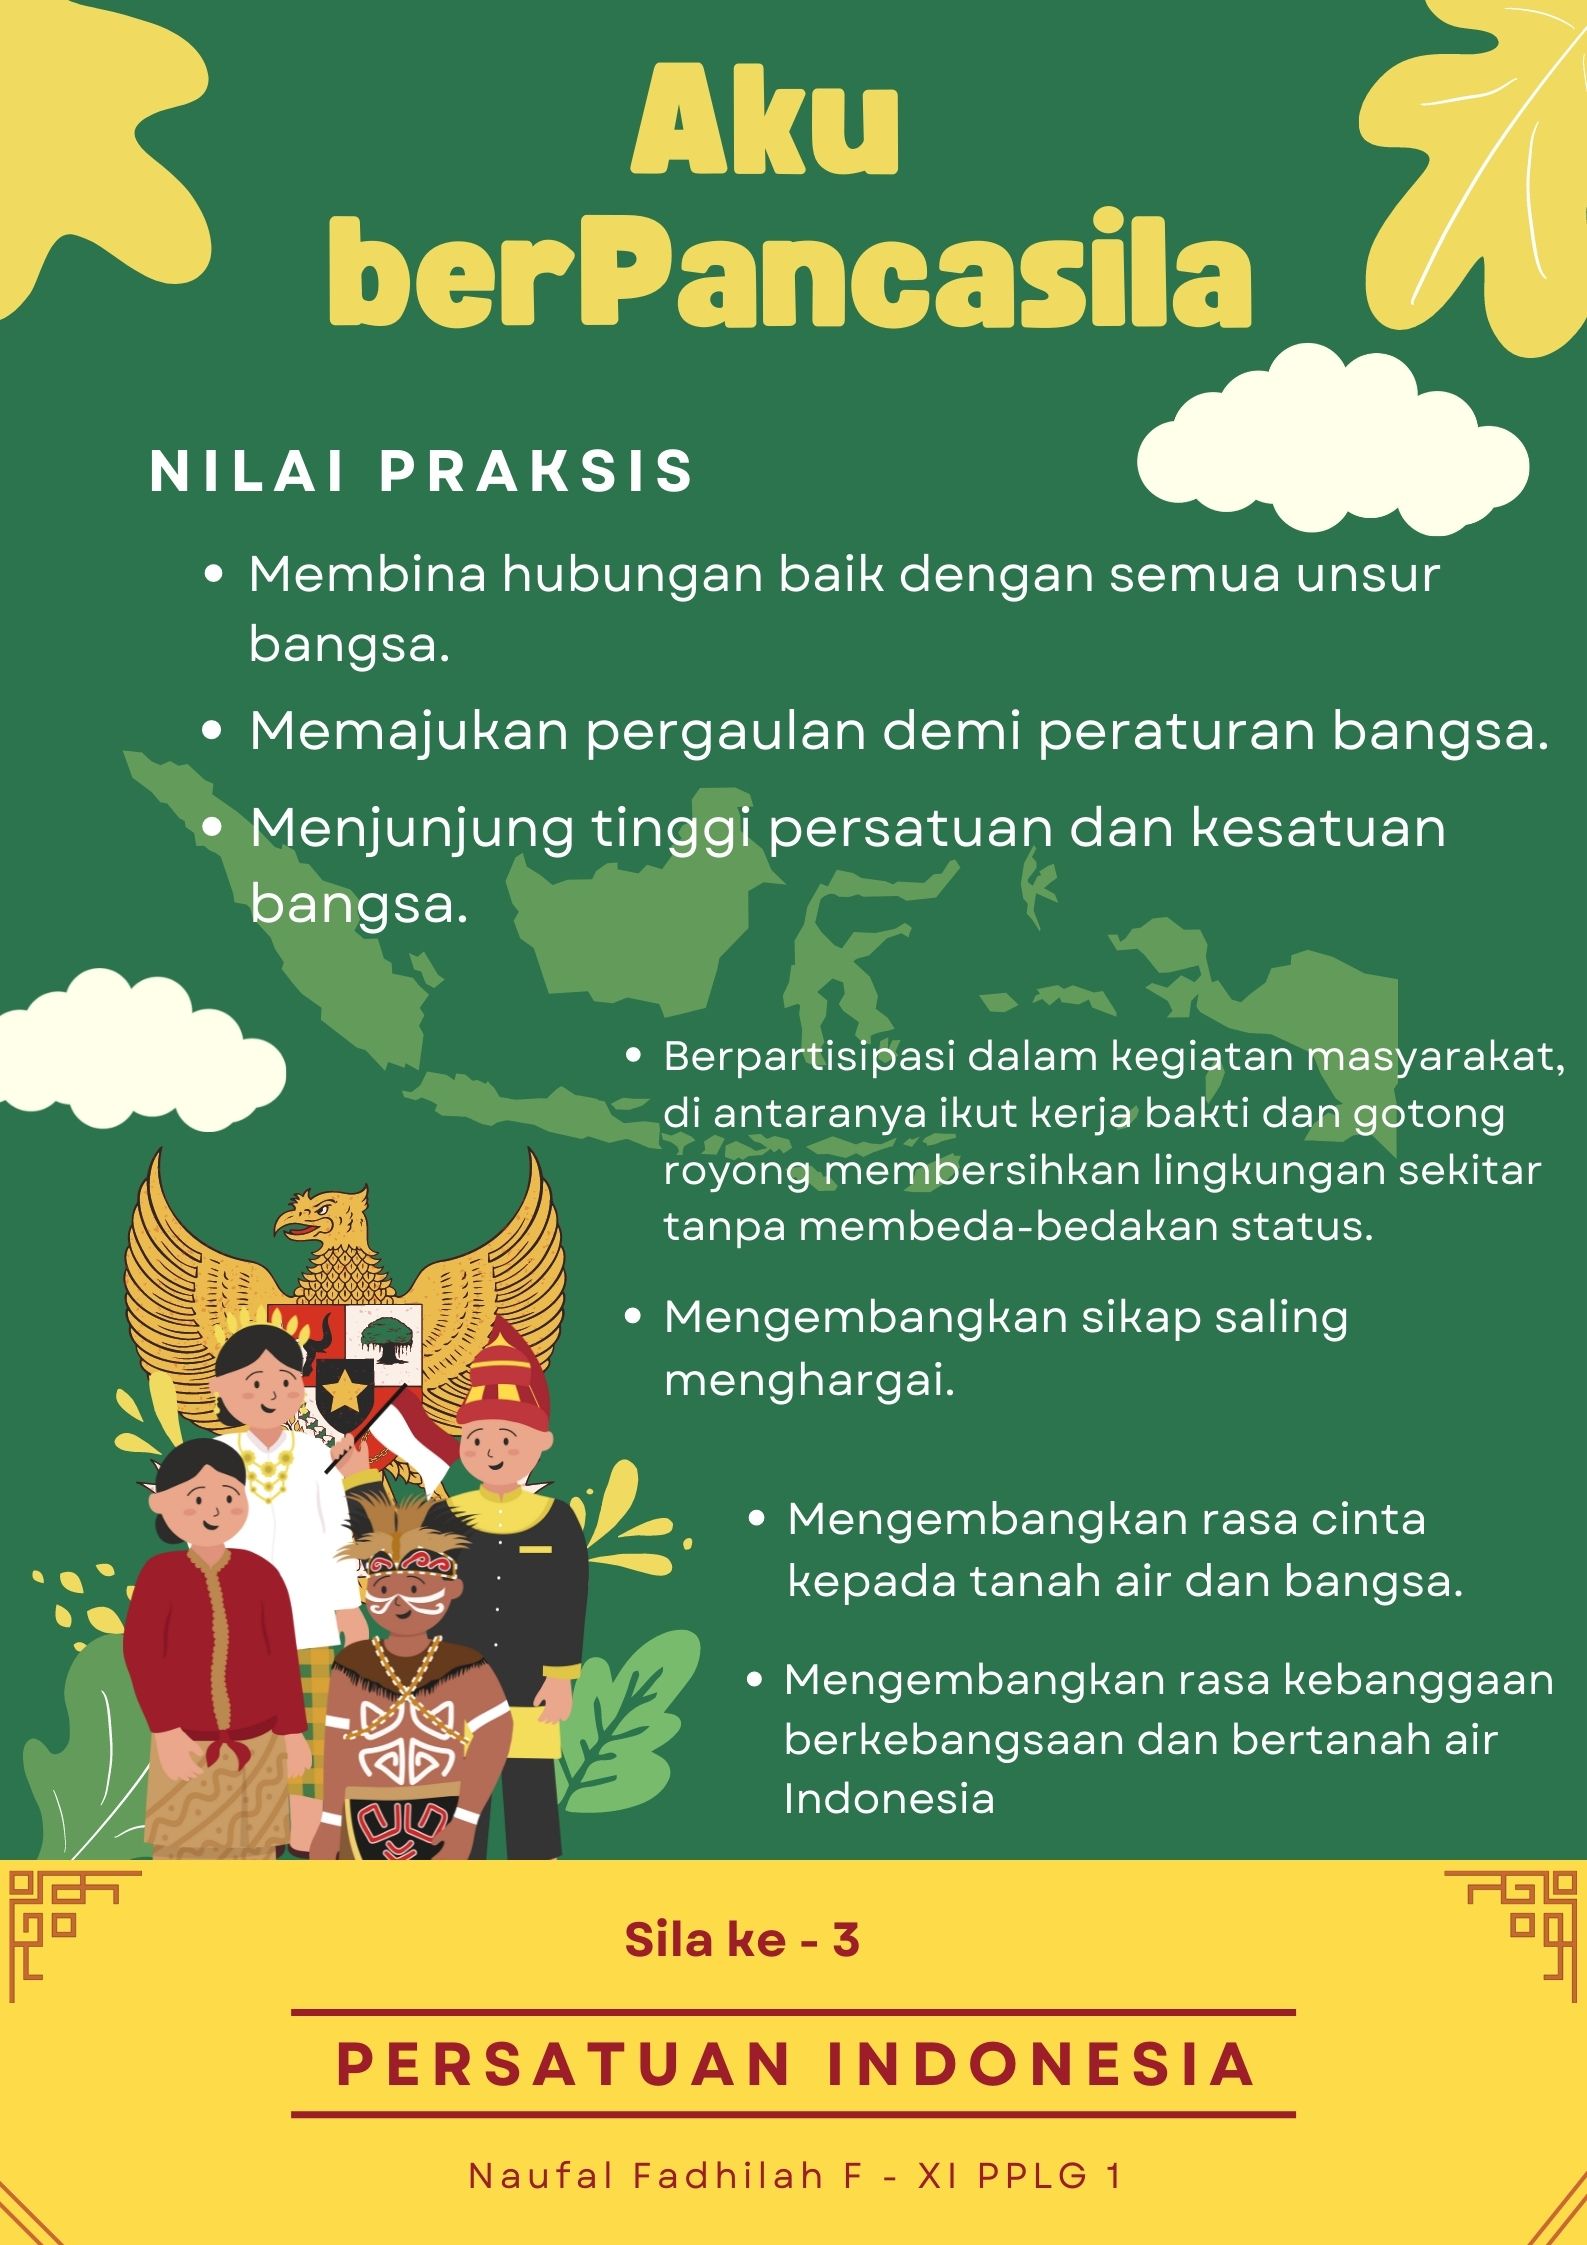 Aku
berPancasila
NILAI PRAKSIS
• Membina hubungan baik dengan semua unsur
bangsa.
• Memajukan pergaulan demi peraturan bangsa.
• Menjunjung tinggi persatuan dan kesatuan
bangsa.
• Berpartisipasi dalam kegiatan masyarakat,
di antaranya ikut kerja bakti dan gotong
royong membersihkan lingkungan sekitar
tanpa membeda-bedakan status.
• Mengembangkan sikap saling
menghargai.
• Mengembangkan rasa cinta
kepada tanah air dan bangsa.
• Mengembangkan rasa kebanggaan
berkebangsaan dan bertanah air
Indonesia
Sila ke - 3
PERSATUAN INDONESIA
Naufal Fadhilah F - XI PPLG 1